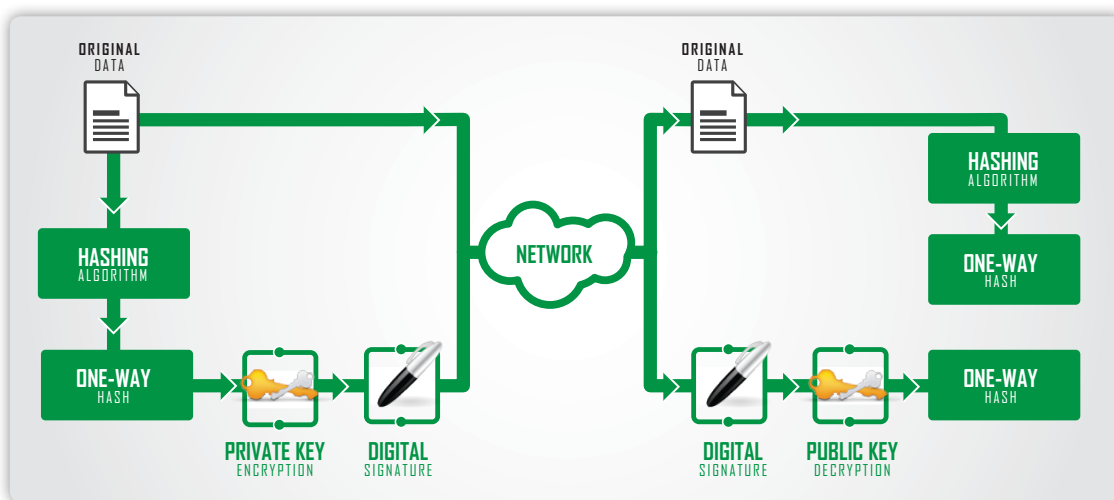 ORIGINAL
DATA
HASHING
ALGORITHM
ONE-WAY
HASH
PRIVATE KEY
ENCRYPTION
DIGITAL
SIGNATURE
NETWORK
ORIGINAL
DATA
HASHING
ALGORITHM
ONE-WAY
HASH
DIGITAL
SIGNATURE
PUBLIC KEY
DECRYPTION
ONE-WAY
HASH